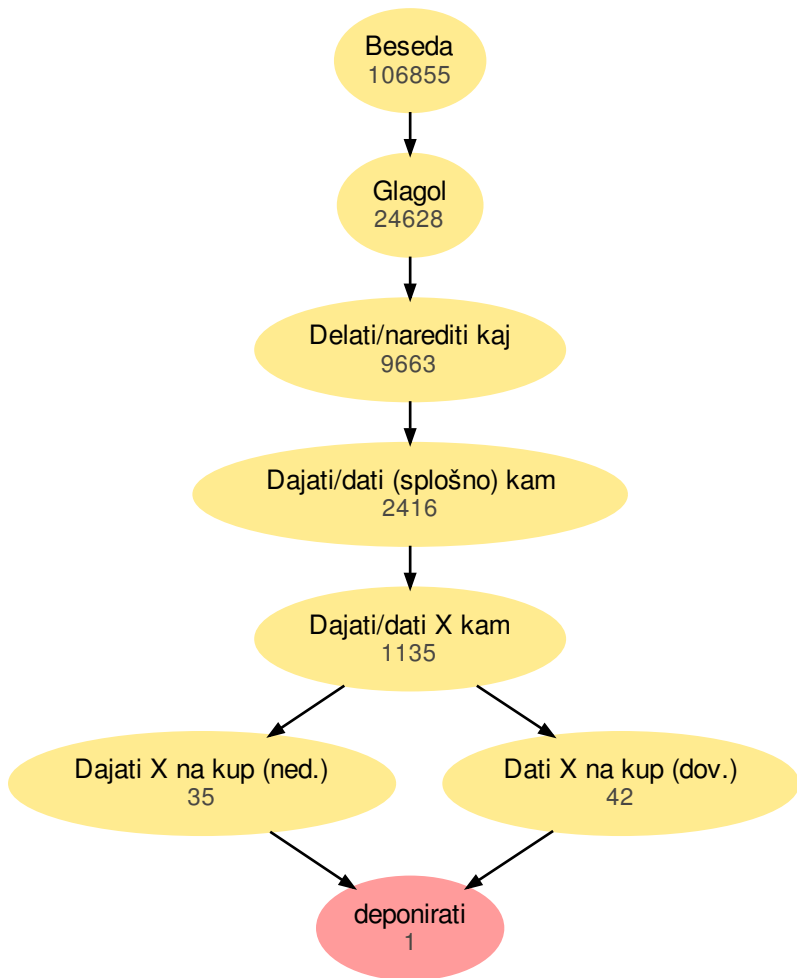 Beseda
106855
Glagol
24628
Delati/narediti kaj
9663
Dajati/dati (splošno) kam
2416
Dajati/dati X kam
1135
Dajati X na kup (ned.)
35
Dati X na kup (dov.)
42
deponirati
1